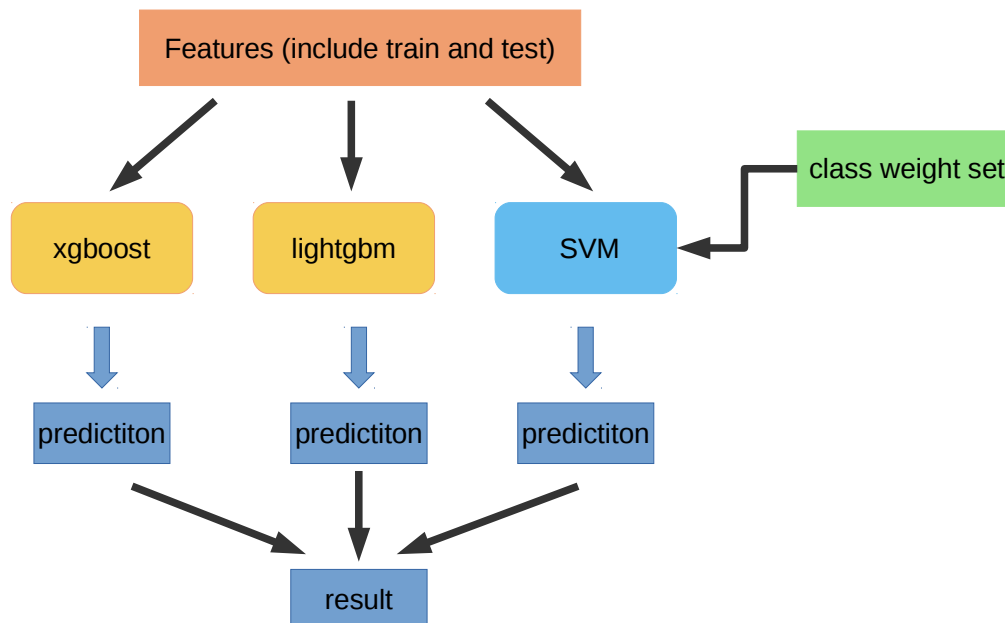 Features (include train and test)
class weight set
xgboost
lightgbm
SVM
predictiton
predictiton
predictiton
result